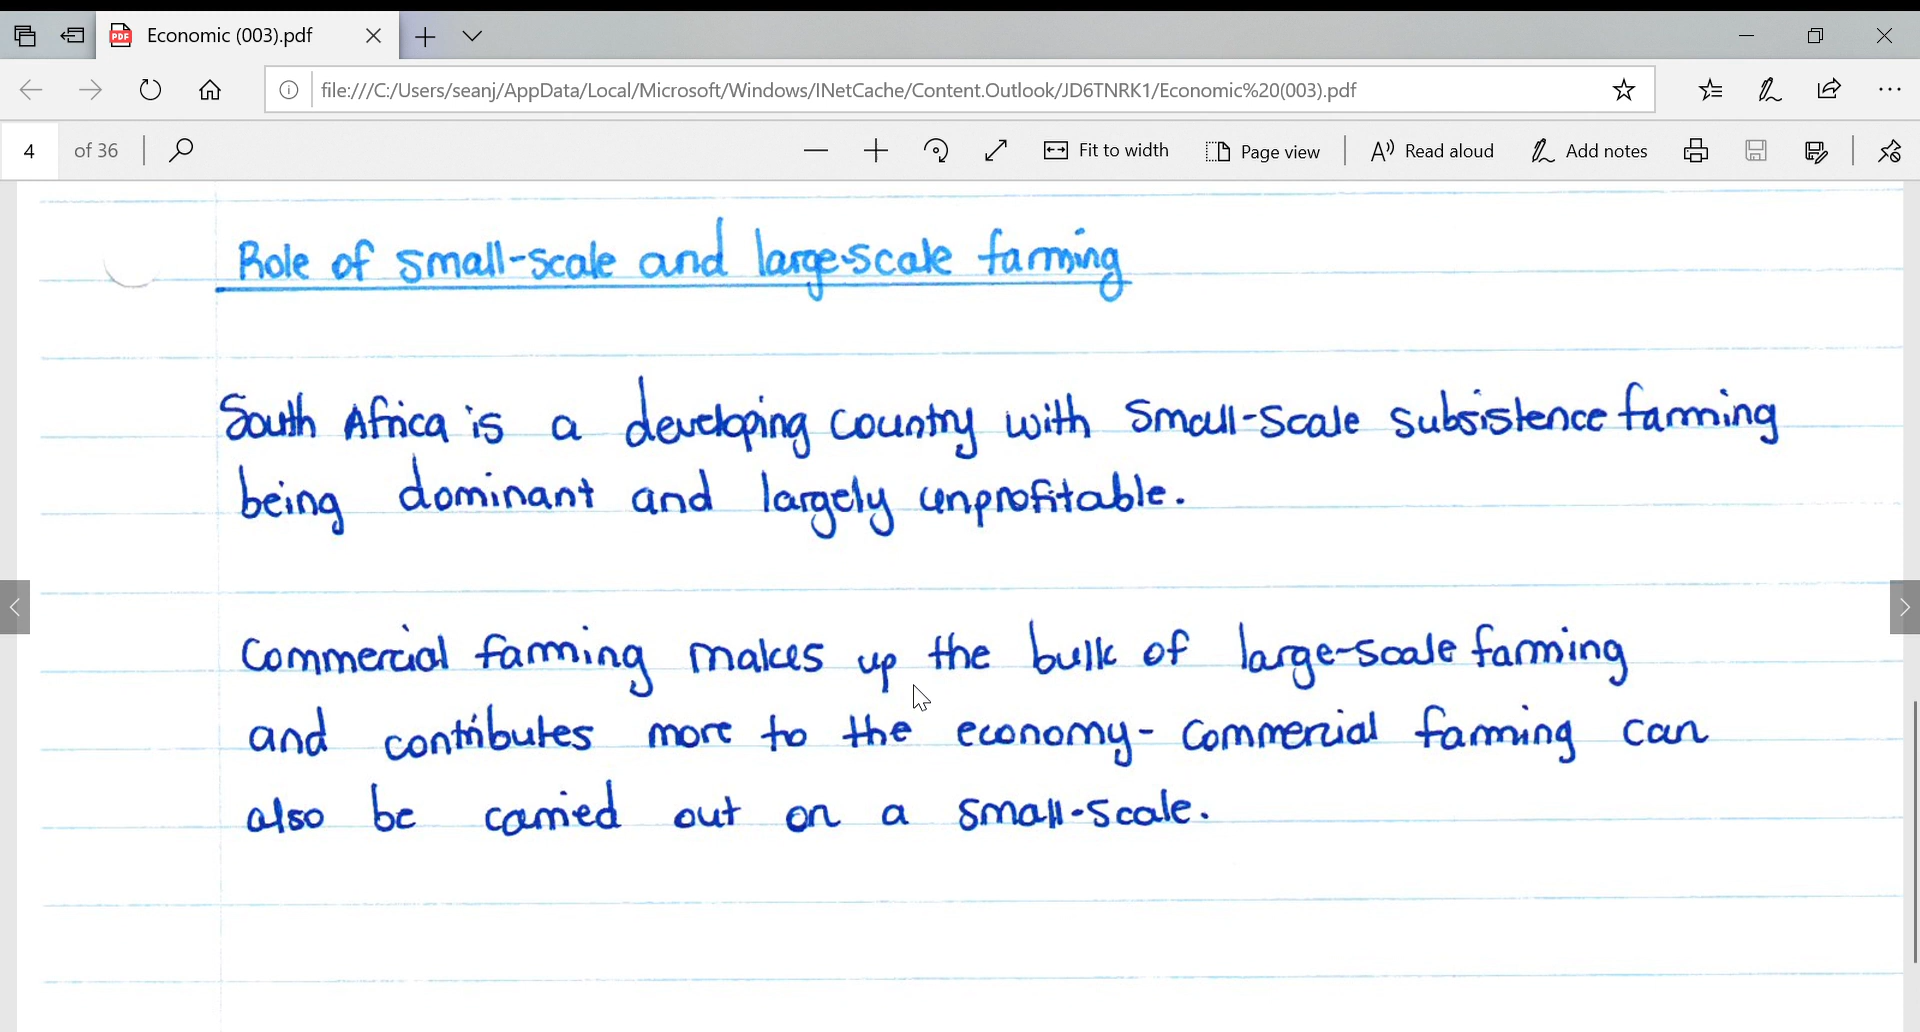 Economic (003).pdf
file:///C:/Users/seanj/AppData/Local/Microsoft/Windows/INetCache/Content.Outlook/JD6TNRK1/Economic%20(003).pdf
4 of 36 Fit to width Page view Read aloud Add notes
Role of small-scale and large-scale farming
South Africa is a developing country with small-scale subsistence farming
being dominant and largely unprofitable.
Commercial farming makes up the bulk of large-scale farming
and contributes more to the economy - Commercial farming can
also be carried out on a small-scale.